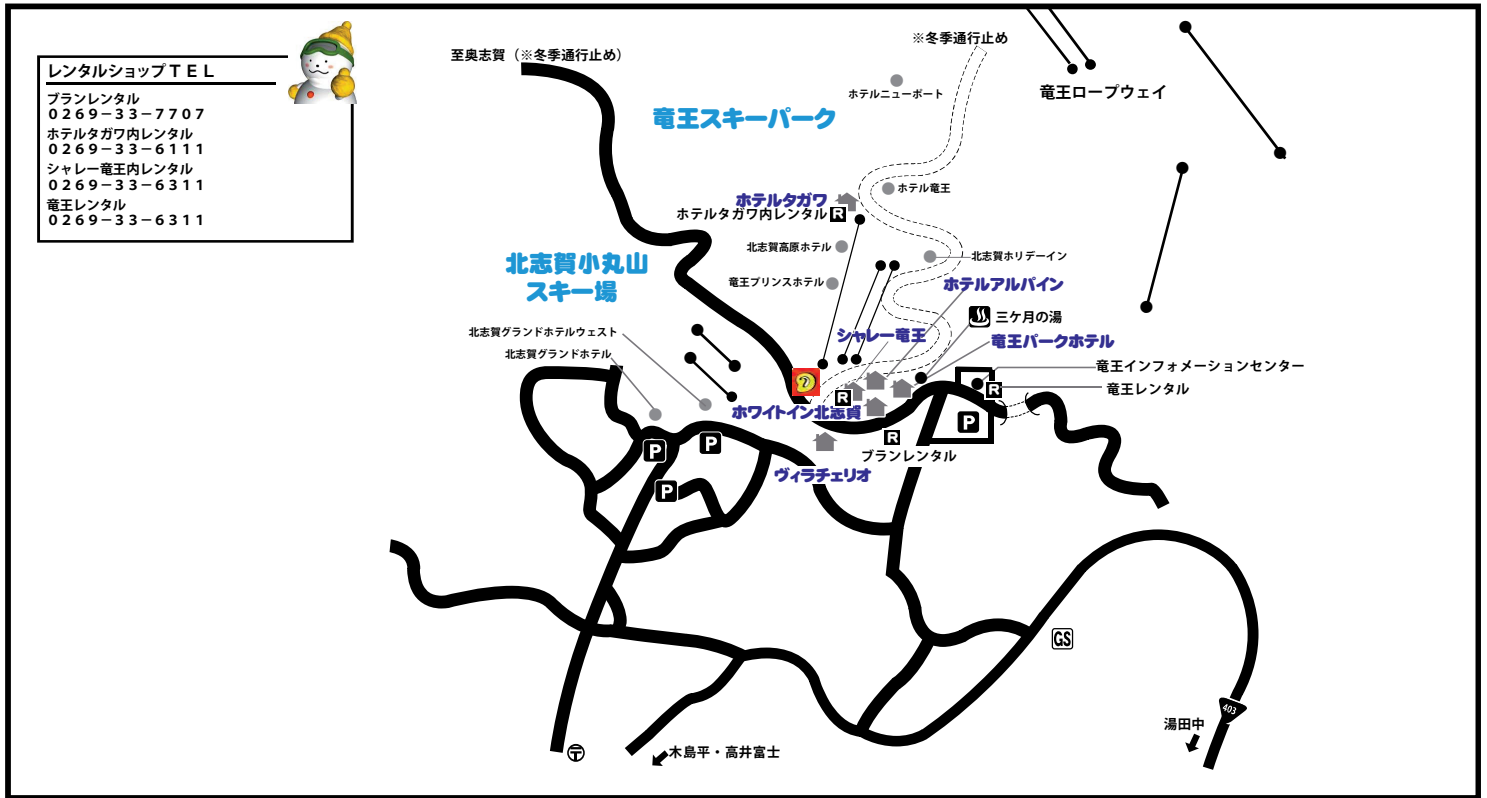 レンタルショップＴＥＬ
ブランレンタル
０２６９－３３－７７０７
ホテルタガワ内レンタル
０２６９－３３－６１１１
シャレー竜王内レンタル
０２６９－３３－６３１１
竜王レンタル
０２６９－３３－６３１１
至奥志賀（※冬季通行止め）
※冬季通行止め
ホテルニューポート
竜王ロープウェイ
竜王スキーパーク
ホテル竜王
ホテルタガワ
ホテルタガワ内レンタル R
北志賀高原ホテル
北志賀ホリデーイン
北志賀小丸山
スキー場
竜王プリンスホテル
ホテルアルパイン
三ケ月の湯
北志賀グランドホテルウェスト
シャレー竜王
竜王パークホテル
北志賀グランドホテル
竜王インフォメーションセンター
R
竜王レンタル
R
ホワイトイン北志賀
P
R
P
P
ブランレンタル
ヴィラチェリオ
P
GS
403
湯田中
〒
木島平・高井富士